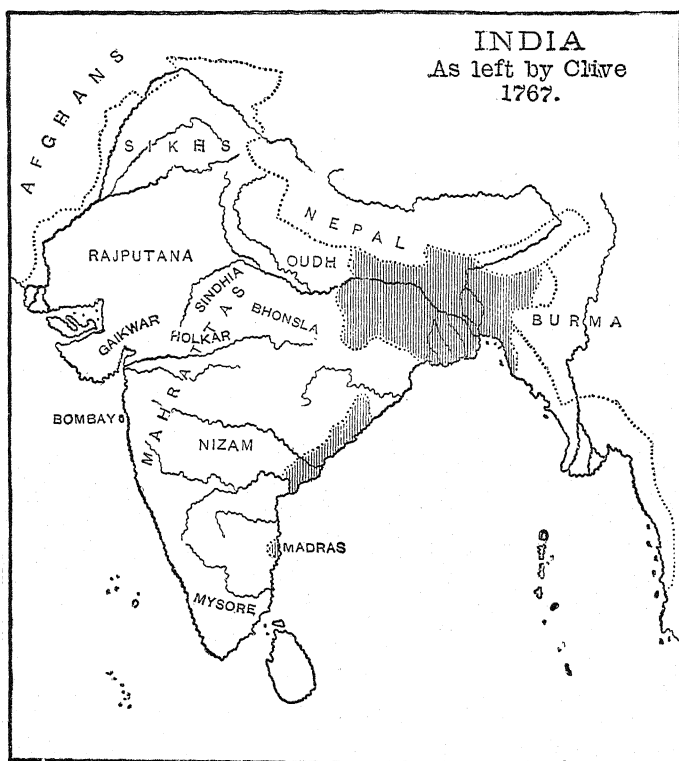 INDIA
As left by Clive
1767.
AFGHANS
SIKHS
NEPAL
RAJPUTANA
OUDH
SINDHIA
BHONSLA
GAIKWAR
HOLKAR
BURMA
MAHRATTAS
BOMBAY
NIZAM
MADRAS
MYSORE